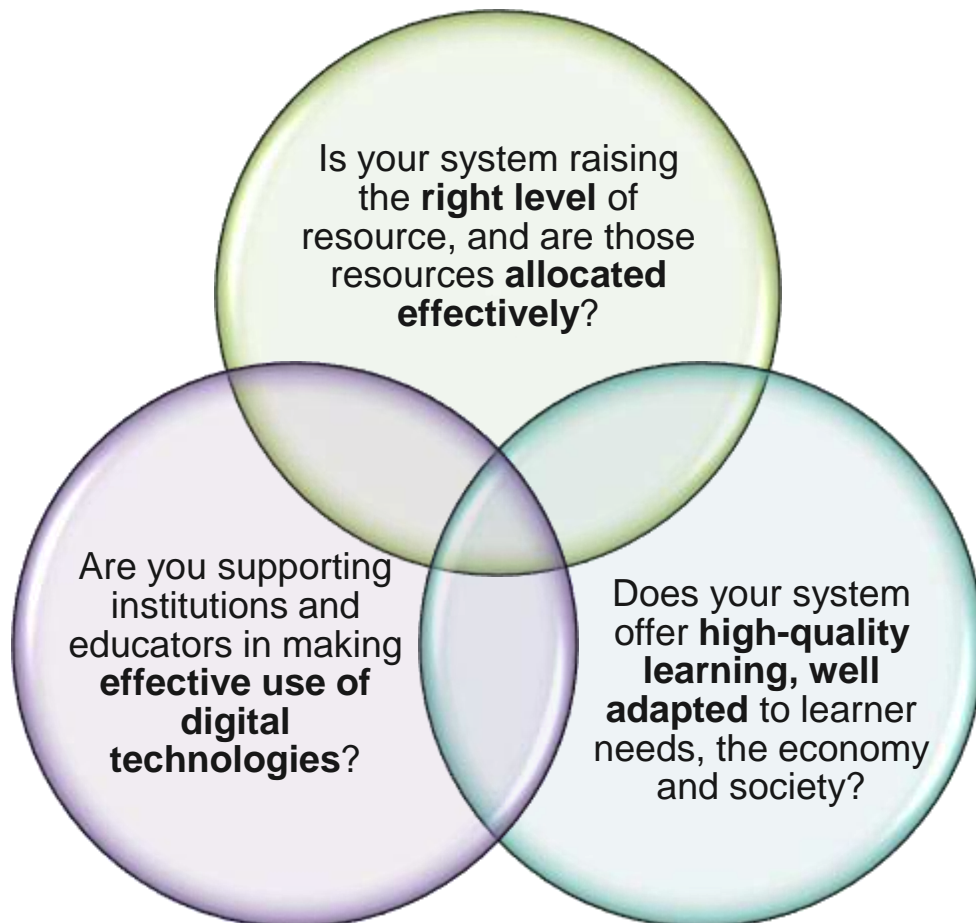 Is your system raising
the right level of
resource, and are those
resources allocated
effectively?
Are you supporting
institutions and
educators in making
effective use of
digital
technologies?
Does your system
offer high-quality
learning, well
adapted to learner
needs, the economy
and society?